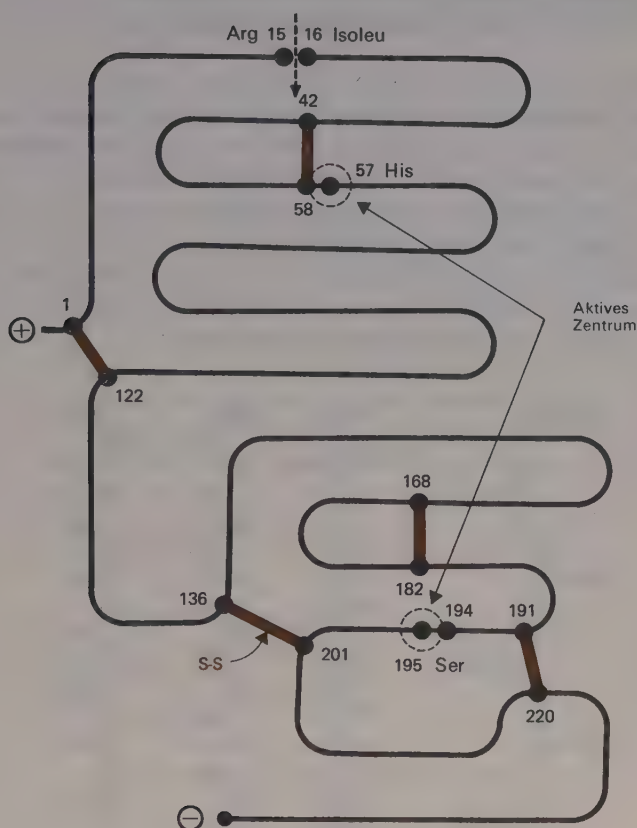 Arg 15 16 Isoleu
42
57 His
58
1
Aktives
Zentrum
⊕
122
168
182
136
194 191
S-S
201 195 Ser
220
⊖